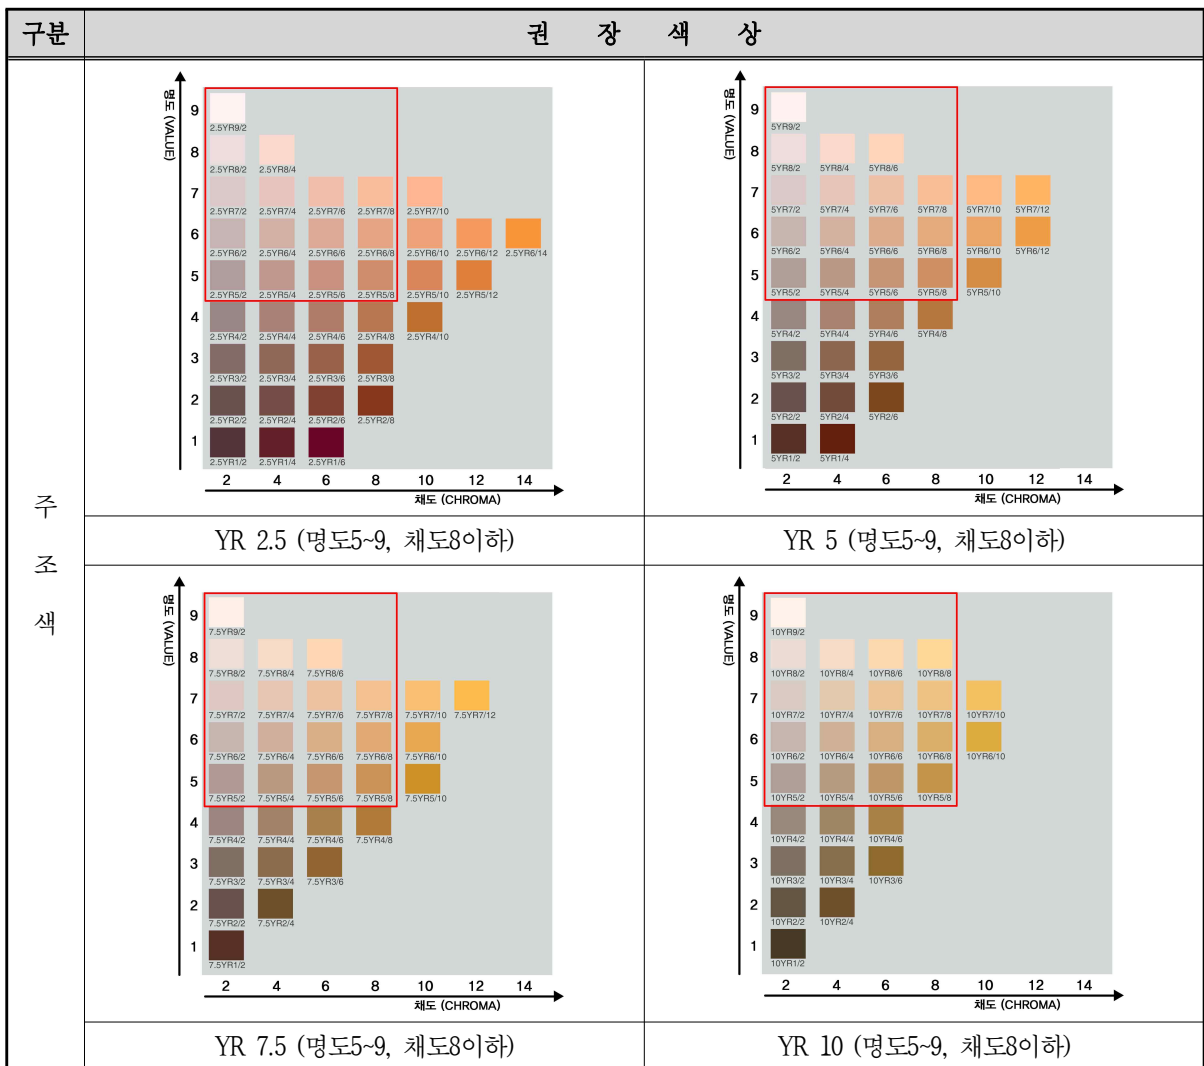 구분
권 장 색 상
주
조
색
명도 (VALUE)
9
2.5YR9/2
8
2.5YR8/2 2.5YR8/4
7
2.5YR7/2 2.5YR7/4 2.5YR7/6 2.5YR7/8 2.5YR7/10
6
2.5YR6/2 2.5YR6/4 2.5YR6/6 2.5YR6/8 2.5YR6/10 2.5YR6/12 2.5YR6/14
5
2.5YR5/2 2.5YR5/4 2.5YR5/6 2.5YR5/8 2.5YR5/10 2.5YR5/12
4
2.5YR4/2 2.5YR4/4 2.5YR4/6 2.5YR4/8 2.5YR4/10
3
2.5YR3/2 2.5YR3/4 2.5YR3/6 2.5YR3/8
2
2.5YR2/2 2.5YR2/4 2.5YR2/6 2.5YR2/8
1
2.5YR1/2 2.5YR1/4 2.5YR1/6
2 4 6 8 10 12 14
채도 (CHROMA)
YR 2.5 (명도5~9, 채도8이하)
명도 (VALUE)
9
5YR9/2
8
5YR8/2 5YR8/4 5YR8/6
7
5YR7/2 5YR7/4 5YR7/6 5YR7/8 5YR7/10 5YR7/12
6
5YR6/2 5YR6/4 5YR6/6 5YR6/8 5YR6/10 5YR6/12
5
5YR5/2 5YR5/4 5YR5/6 5YR5/8 5YR5/10
4
5YR4/2 5YR4/4 5YR4/6 5YR4/8
3
5YR3/2 5YR3/4 5YR3/6
2
5YR2/2 5YR2/4 5YR2/6
1
5YR1/2 5YR1/4
2 4 6 8 10 12 14
채도 (CHROMA)
YR 5 (명도5~9, 채도8이하)
명도 (VALUE)
9
7.5YR9/2
8
7.5YR8/2 7.5YR8/4 7.5YR8/6
7
7.5YR7/2 7.5YR7/4 7.5YR7/6 7.5YR7/8 7.5YR7/10 7.5YR7/12
6
7.5YR6/2 7.5YR6/4 7.5YR6/6 7.5YR6/8 7.5YR6/10
5
7.5YR5/2 7.5YR5/4 7.5YR5/6 7.5YR5/8 7.5YR5/10
4
7.5YR4/2 7.5YR4/4 7.5YR4/6 7.5YR4/8
3
7.5YR3/2 7.5YR3/4 7.5YR3/6
2
7.5YR2/2 7.5YR2/4
1
7.5YR1/2
2 4 6 8 10 12 14
채도 (CHROMA)
YR 7.5 (명도5~9, 채도8이하)
명도 (VALUE)
9
10YR9/2
8
10YR8/2 10YR8/4 10YR8/6 10YR8/8
7
10YR7/2 10YR7/4 10YR7/6 10YR7/8 10YR7/10
6
10YR6/2 10YR6/4 10YR6/6 10YR6/8 10YR6/10
5
10YR5/2 10YR5/4 10YR5/6 10YR5/8
4
10YR4/2 10YR4/4 10YR4/6
3
10YR3/2 10YR3/4 10YR3/6
2
10YR2/2 10YR2/4
1
10YR1/2
2 4 6 8 10 12 14
채도 (CHROMA)
YR 10 (명도5~9, 채도8이하)